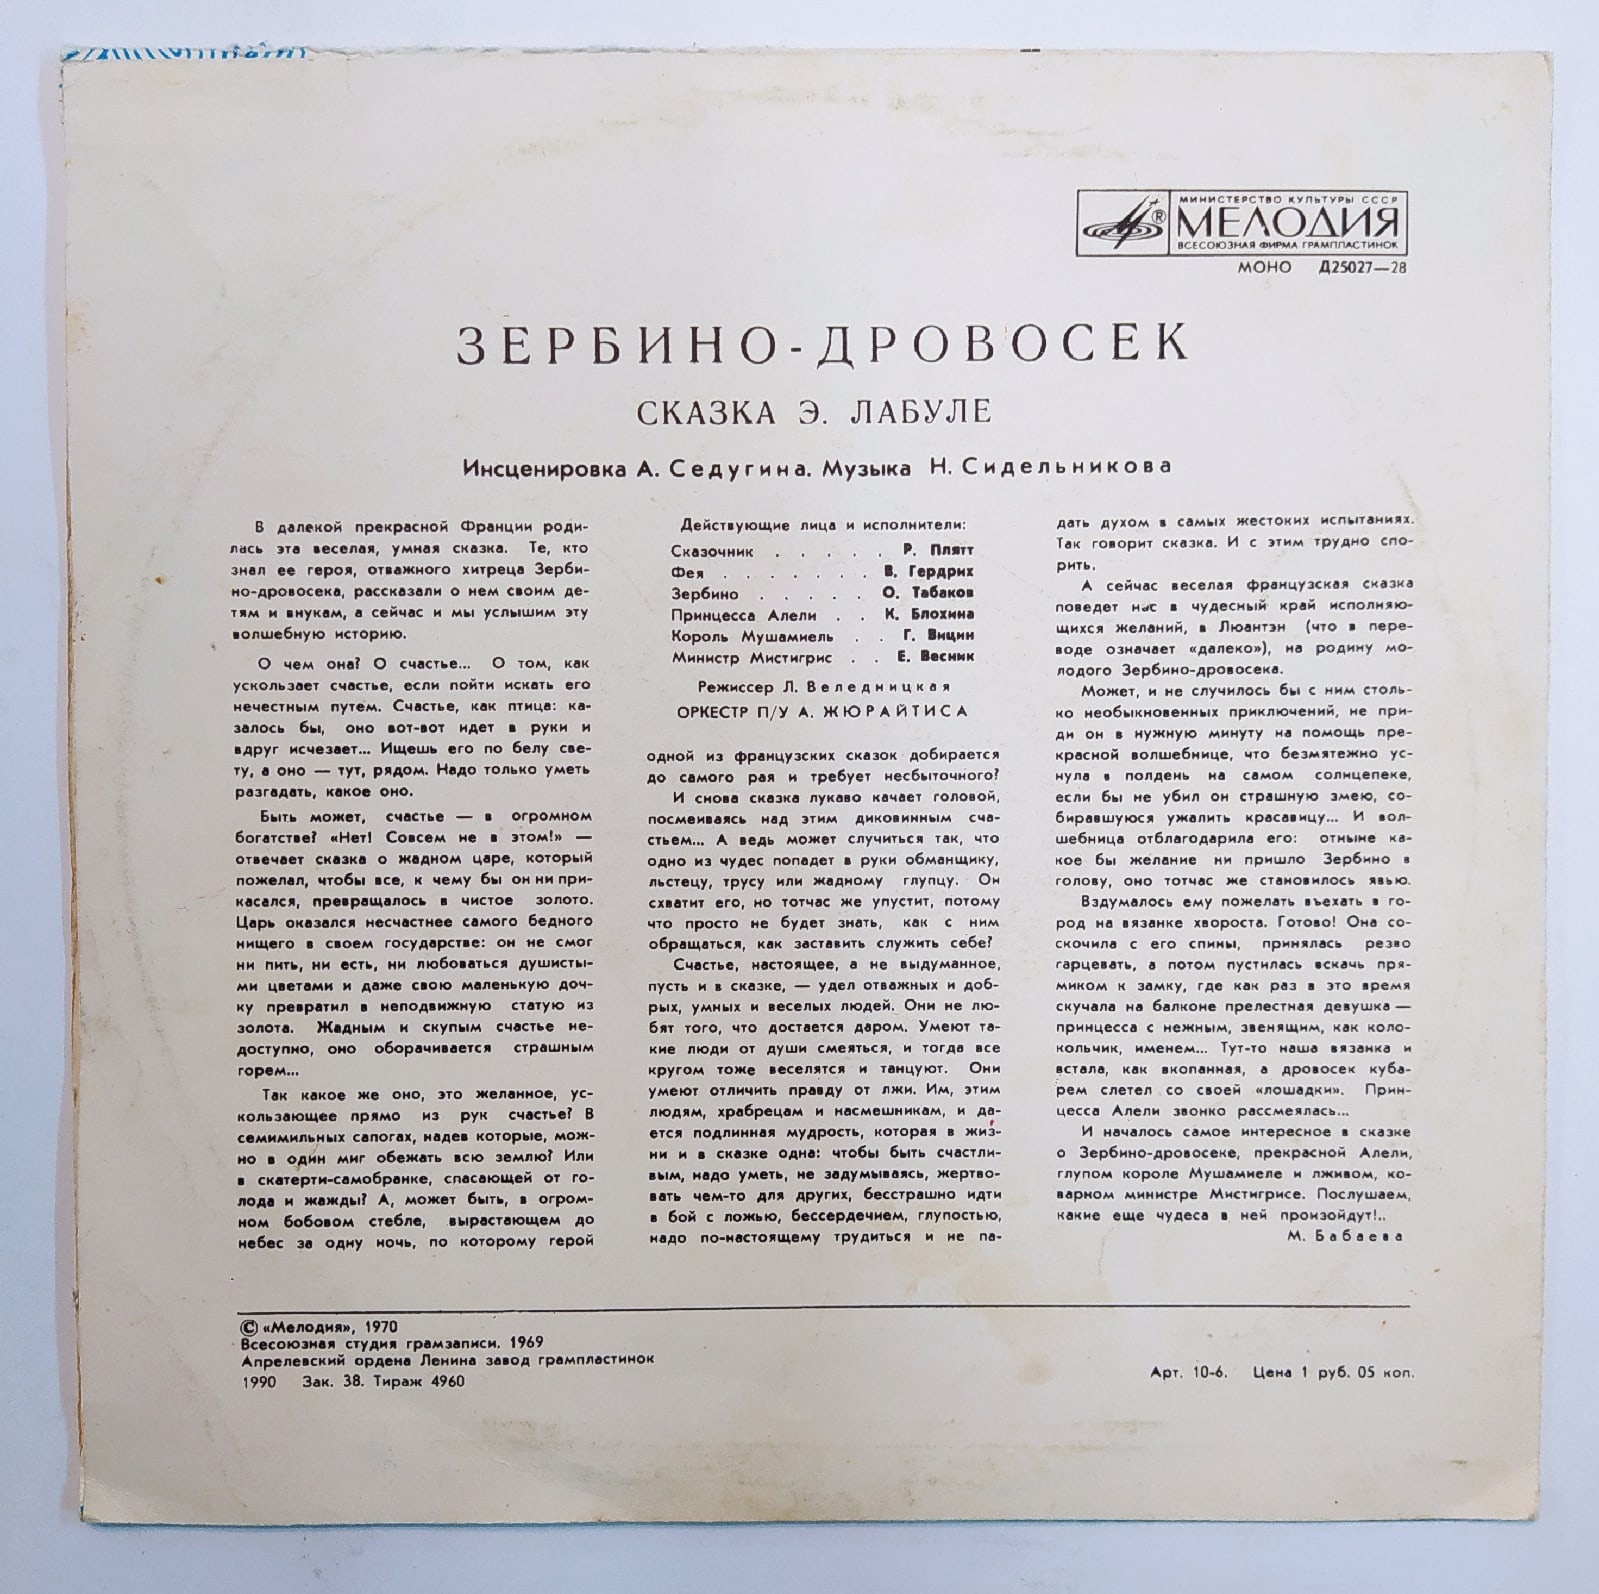 МИНИСТЕРСТВО КУЛЬТУРЫ СССР
МЕЛОДИЯ
ВСЕСОЮЗНАЯ ФИРМА ГРАМПЛАСТИНОК
МОНО Д25027—28
ЗЕРБИНО-ДРОВОСЕК
СКАЗКА Э. ЛАБУЛЕ
Инсценировка А. Седугина. Музыка Н. Сидельникова
В далекой прекрасной Франции роди-
лась эта веселая, умная сказка. Те, кто
знал ее героя, отважного хитреца Зерби-
но-дровосека, рассказали о нем своим де-
тям и внукам, а сейчас и мы услышим эту
волшебную историю.
О чем она? О счастье... О том, как
ускользает счастье, если пойти искать его
нечестным путем. Счастье, как птица: ка-
залось бы, оно вот-вот идет в руки и
вдруг исчезает... Ищешь его по белу све-
ту, а оно — тут, рядом. Надо только уметь
разгадать, какое оно.
Быть может, счастье — в огромном
богатстве? «Нет! Совсем не в этом!» —
отвечает сказка о жадном царе, который
пожелал, чтобы все, к чему бы он ни при-
касался, превращалось в чистое золото.
Царь оказался несчастнее самого бедного
нищего в своем государстве: он не смог
ни пить, ни есть, ни любоваться душисты-
ми цветами и даже свою маленькую доч-
ку превратил в неподвижную статую из
золота. Жадным и скупым счастье не-
доступно, оно оборачивается страшным
горем...
Так какое же оно, это желанное, ус-
кользающее прямо из рук счастье? В
семимильных сапогах, надев которые, мож-
но в один миг обежать всю землю? Или
в скатерти-самобранке, спасающей от го-
лода и жажды? А, может быть, в огром-
ном бобовом стебле, вырастающем до
небес за одну ночь, по которому герой
Действующие лица и исполнители:
Сказочник . . . . . Р. Плятт
Фея . . . . . . . В. Гердрих
Зербино . . . . . О. Табаков
Принцесса Алели . . К. Блохина
Король Мушамиель . . Г. Вицин
Министр Мистигрис . . Е. Весник
Режиссер Л. Веледницкая
ОРКЕСТР П/У А. ЖЮРАЙТИСА
одной из французских сказок добирается
до самого рая и требует несбыточного?
И снова сказка лукаво качает головой,
посмеиваясь над этим диковинным сча-
стьем... А ведь может случиться так, что
одно из чудес попадет в руки обманщику,
льстецу, трусу или жадному глупцу. Он
схватит его, но тотчас же упустит, потому
что просто не будет знать, как с ним
обращаться, как заставить служить себе?
Счастье, настоящее, а не выдуманное,
пусть и в сказке, — удел отважных и доб-
рых, умных и веселых людей. Они не лю-
бят того, что достается даром. Умеют та-
кие люди от души смеяться, и тогда все
кругом тоже веселятся и танцуют. Они
умеют отличить правду от лжи. Им, этим
людям, храбрецам и насмешникам, и да-
ется подлинная мудрость, которая в жиз-
ни и в сказке одна: чтобы быть счастли-
вым, надо уметь, не задумываясь, жертво-
вать чем-то для других, бесстрашно идти
в бой с ложью, бессердечием, глупостью,
надо по-настоящему трудиться и не па-
дать духом в самых жестоких испытаниях.
Так говорит сказка. И с этим трудно спо-
рить.
А сейчас веселая французская сказка
поведет нас в чудесный край исполняю-
щихся желаний, в Люантэн (что в пере-
воде означает «далеко»), на родину мо-
лодого Зербино-дровосека.
Может, и не случилось бы с ним столь-
ко необыкновенных приключений, не при-
ди он в нужную минуту на помощь пре-
красной волшебнице, что безмятежно ус-
нула в полдень на самом солнцепеке,
если бы не убил он страшную змею, со-
биравшуюся ужалить красавицу... И вол-
шебница отблагодарила его: отныне ка-
кое бы желание ни пришло Зербино в
голову, оно тотчас же становилось явью.
Вздумалось ему пожелать въехать в го-
род на вязанке хвороста. Готово! Она со-
скочила с его спины, принялась резво
гарцевать, а потом пустилась вскачь пря-
миком к замку, где как раз в это время
скучала на балконе прелестная девушка —
принцесса с нежным, звенящим, как коло-
кольчик, именем... Тут-то наша вязанка и
встала, как вкопанная, а дровосек куба-
рем слетел со своей «лошадки». Прин-
цесса Алели звонко рассмеялась...
И началось самое интересное в сказке
о Зербино-дровосеке, прекрасной Алели,
глупом короле Мушамиеле и лживом, ко-
варном министре Мистигрисе. Послушаем,
какие еще чудеса в ней произойдут!..
М. Бабаева
© «Мелодия», 1970
Всесоюзная студия грамзаписи. 1969
Апрелевский ордена Ленина завод грампластинок
1990 Зак. 38. Тираж 4960
Арт. 10-6. Цена 1 руб. 05 коп.